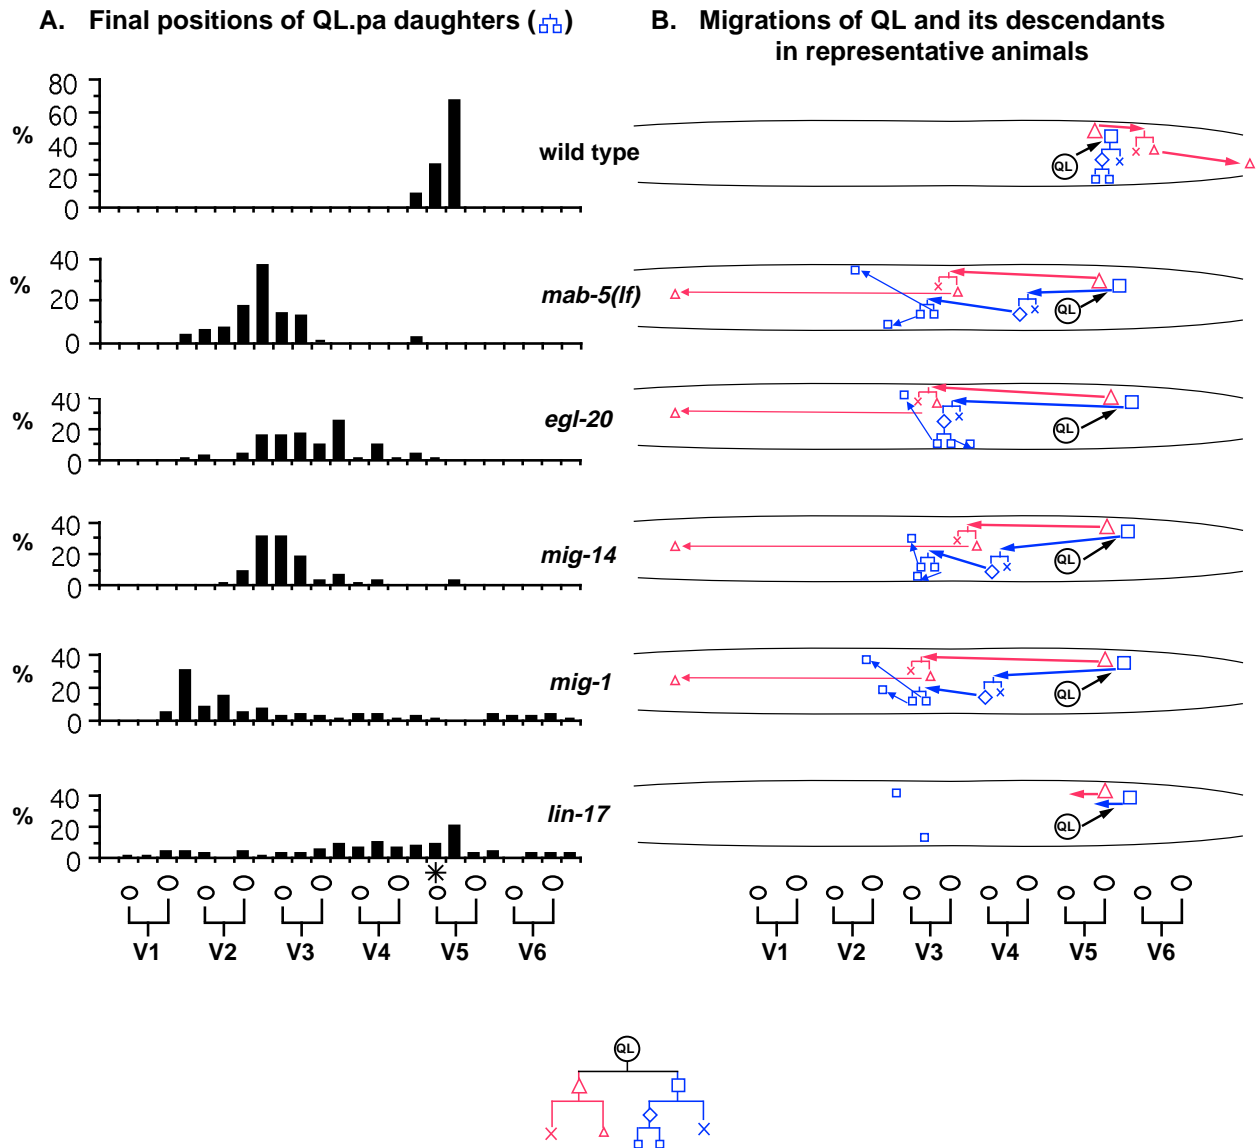 A. Final positions of QL.pa daughters ( )
B. Migrations of QL and its descendants
in representative animals
80
60
40
20
0
%
wild type
QL
40
20
0
%
mab-5(lf)
QL
40
20
0
%
egl-20
QL
40
20
0
%
mig-14
QL
40
20
0
%
mig-1
QL
40
20
0
%
lin-17
QL
V1 V2 V3 V4 V5 V6
V1 V2 V3 V4 V5 V6
QL